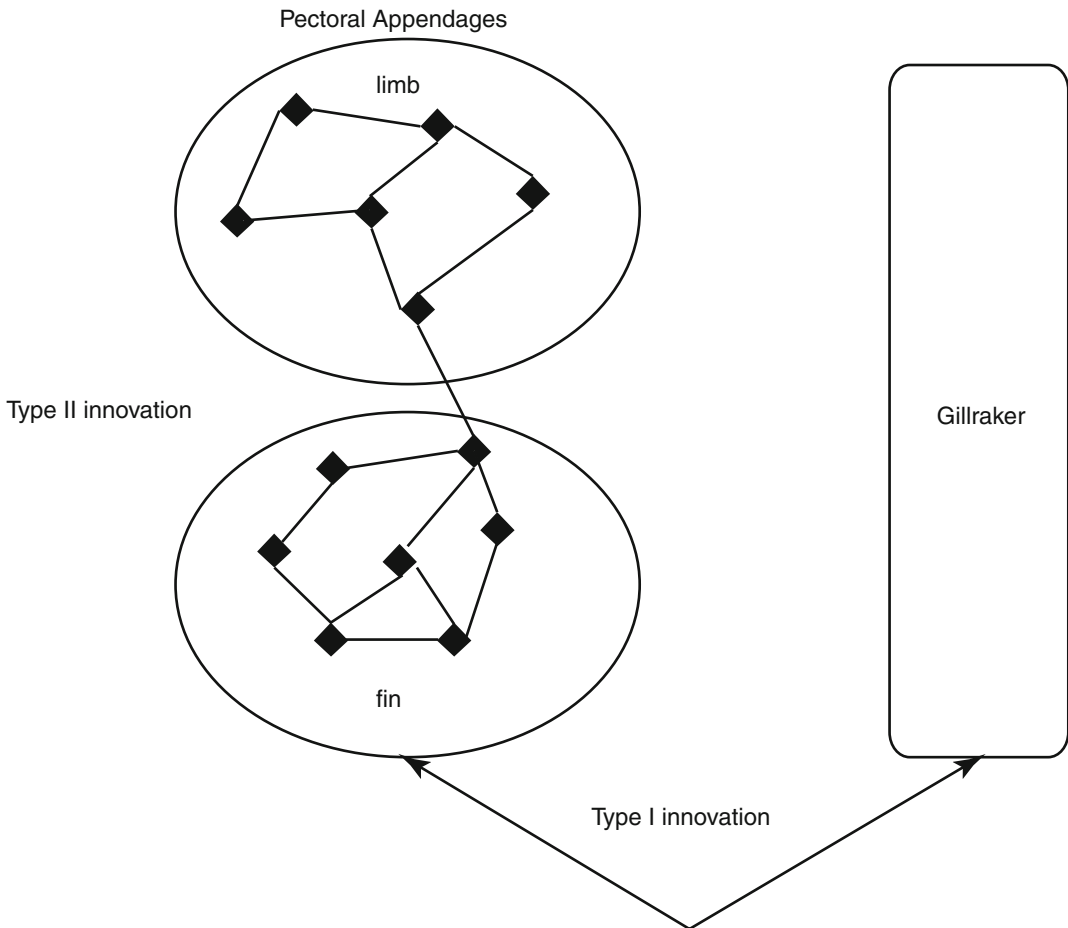 Pectoral Appendages
limb
Type II innovation
Gillraker
fin
Type I innovation